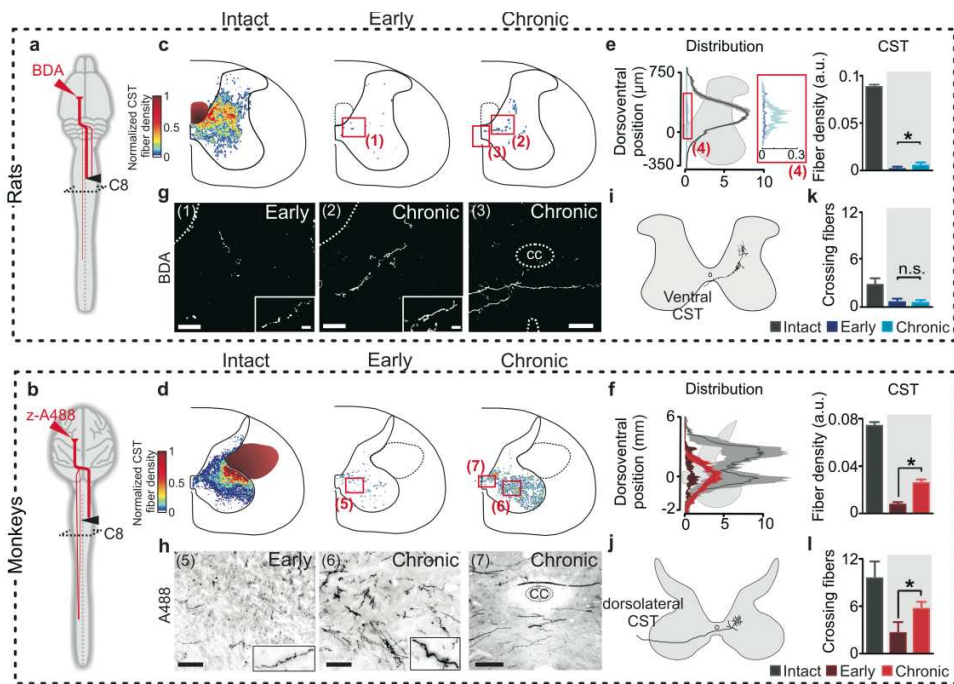 Intact Early Chronic
Rats
a
BDA
C8
c
Normalized CST
fiber density
1
0.5
0
(1)
(2)
(3)
e
Distribution
Dorsoventral
position (µm)
750
0
-350
0 5 10
(4)
0 0.3
(4)
CST
Fiber density (a.u.)
0.1
0.05
0
*
g
BDA
(1) Early
(2) Chronic
(3) Chronic
CC
i
Ventral
CST
k
Crossing fibers
12
6
0
n.s.
Intact Early Chronic
Intact Early Chronic
Monkeys
b
z-A488
C8
d
Normalized CST
fiber density
1
0.5
0
(5)
(7)
(6)
f
Distribution
Dorsoventral
position (mm)
6
0
-2
0 5 10
CST
Fiber density (a.u.)
0.08
0.04
0
*
h
A488
(5) Early
(6) Chronic
(7) Chronic
CC
j
dorsolateral
CST
l
Crossing fibers
12
6
0
*
Intact Early Chronic